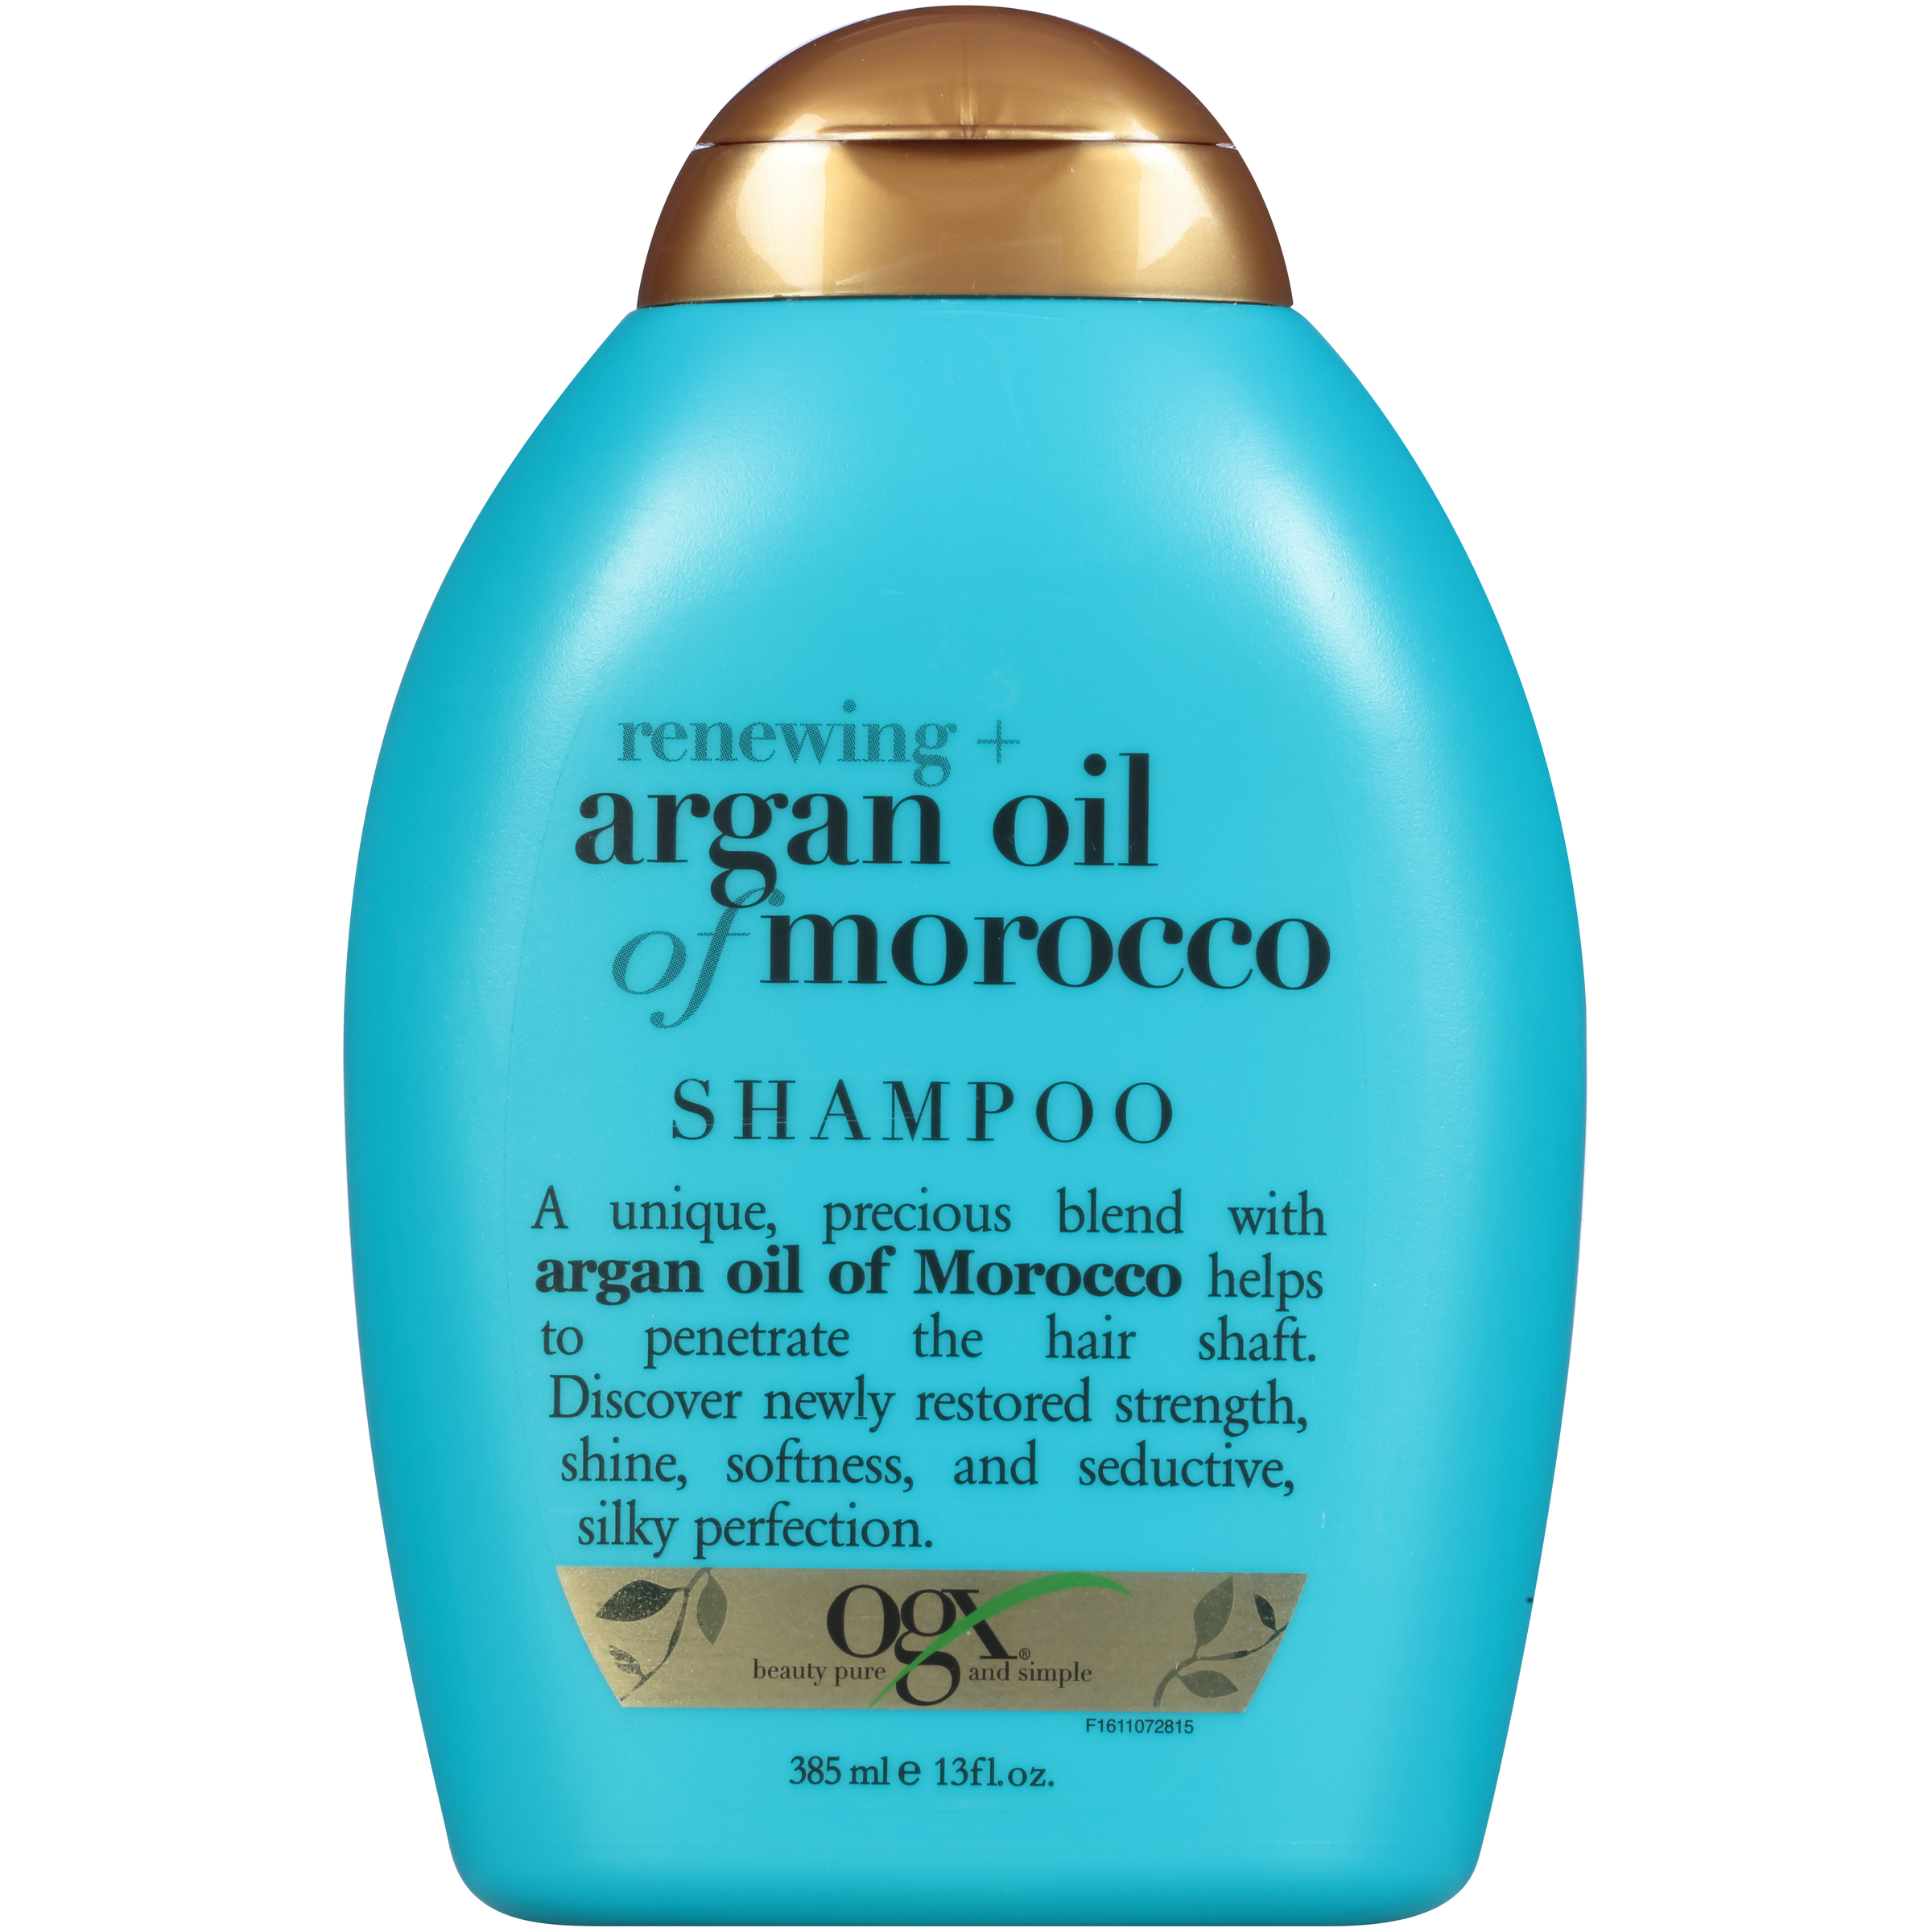 renewing +
argan oil
of morocco
SHAMPOO
A unique, precious blend with
argan oil of Morocco helps
to penetrate the hair shaft.
Discover newly restored strength,
shine, softness, and seductive,
silky perfection.
ogx®
beauty pure and simple
F1611072815
385 ml ℮ 13fl.oz.